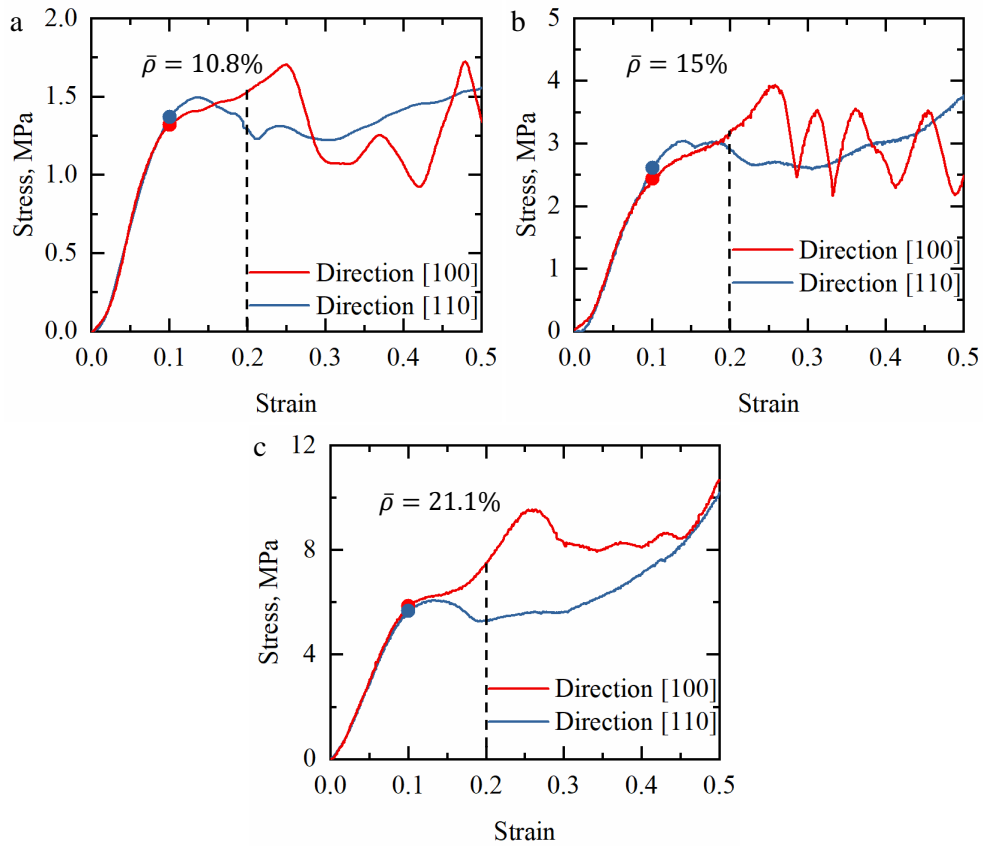 a
ρ̄ = 10.8%
2.0
1.5
1.0
0.5
0.0
Stress, MPa
Direction [100]
Direction [110]
0.0 0.1 0.2 0.3 0.4 0.5
Strain
b
ρ̄ = 15%
5
4
3
2
1
0
Stress, MPa
Direction [100]
Direction [110]
0.0 0.1 0.2 0.3 0.4 0.5
Strain
c
ρ̄ = 21.1%
12
8
4
0
Stress, MPa
Direction [100]
Direction [110]
0.0 0.1 0.2 0.3 0.4 0.5
Strain